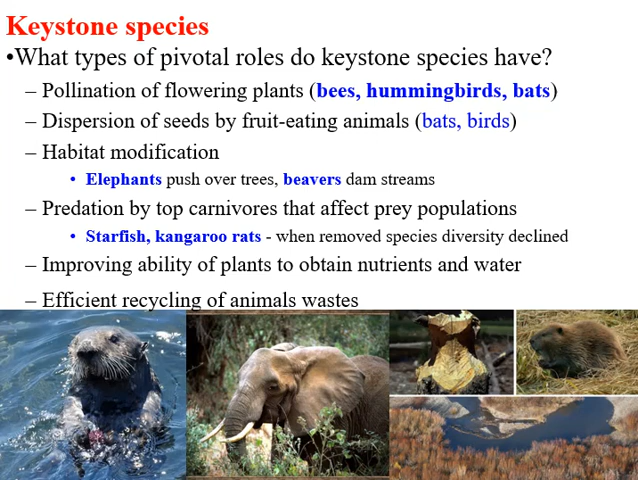 Keystone species
•What types of pivotal roles do keystone species have?
– Pollination of flowering plants (bees, hummingbirds, bats)
– Dispersion of seeds by fruit-eating animals (bats, birds)
– Habitat modification
• Elephants push over trees, beavers dam streams
– Predation by top carnivores that affect prey populations
• Starfish, kangaroo rats - when removed species diversity declined
– Improving ability of plants to obtain nutrients and water
– Efficient recycling of animals wastes